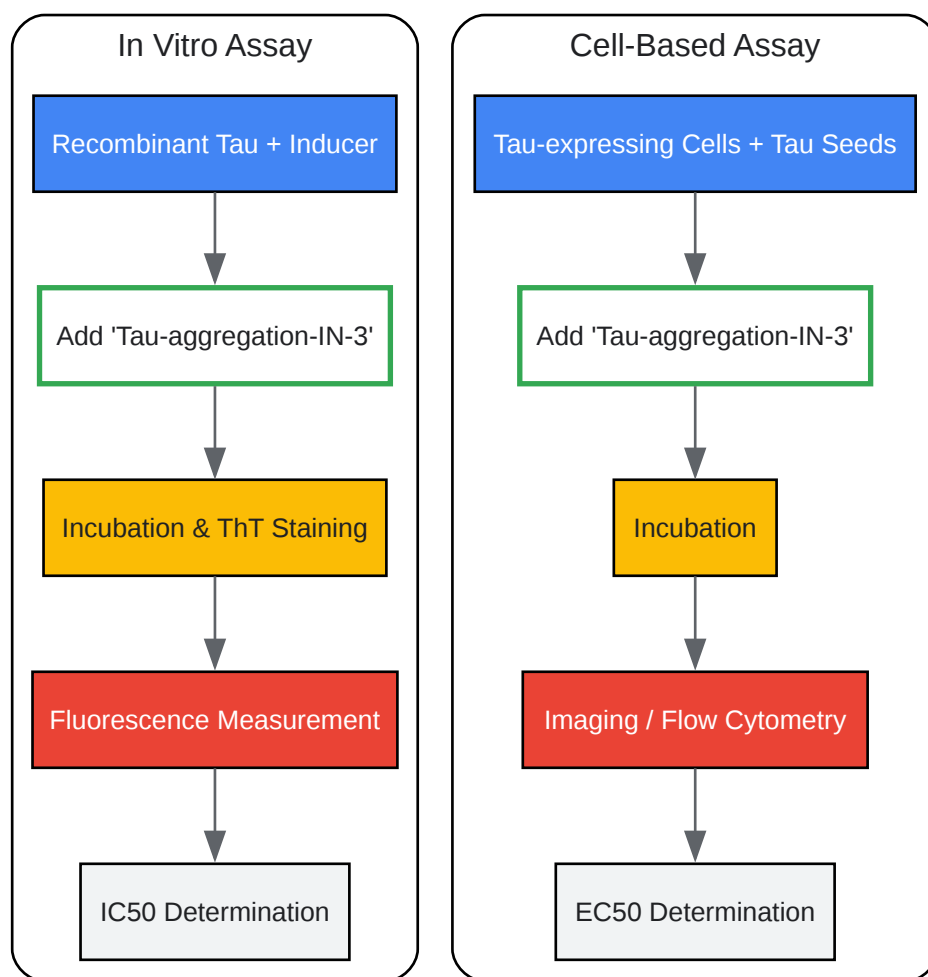 In Vitro Assay
Recombinant Tau + Inducer
Add 'Tau-aggregation-IN-3'
Incubation & ThT Staining
Fluorescence Measurement
IC50 Determination
Cell-Based Assay
Tau-expressing Cells + Tau Seeds
Add 'Tau-aggregation-IN-3'
Incubation
Imaging / Flow Cytometry
EC50 Determination